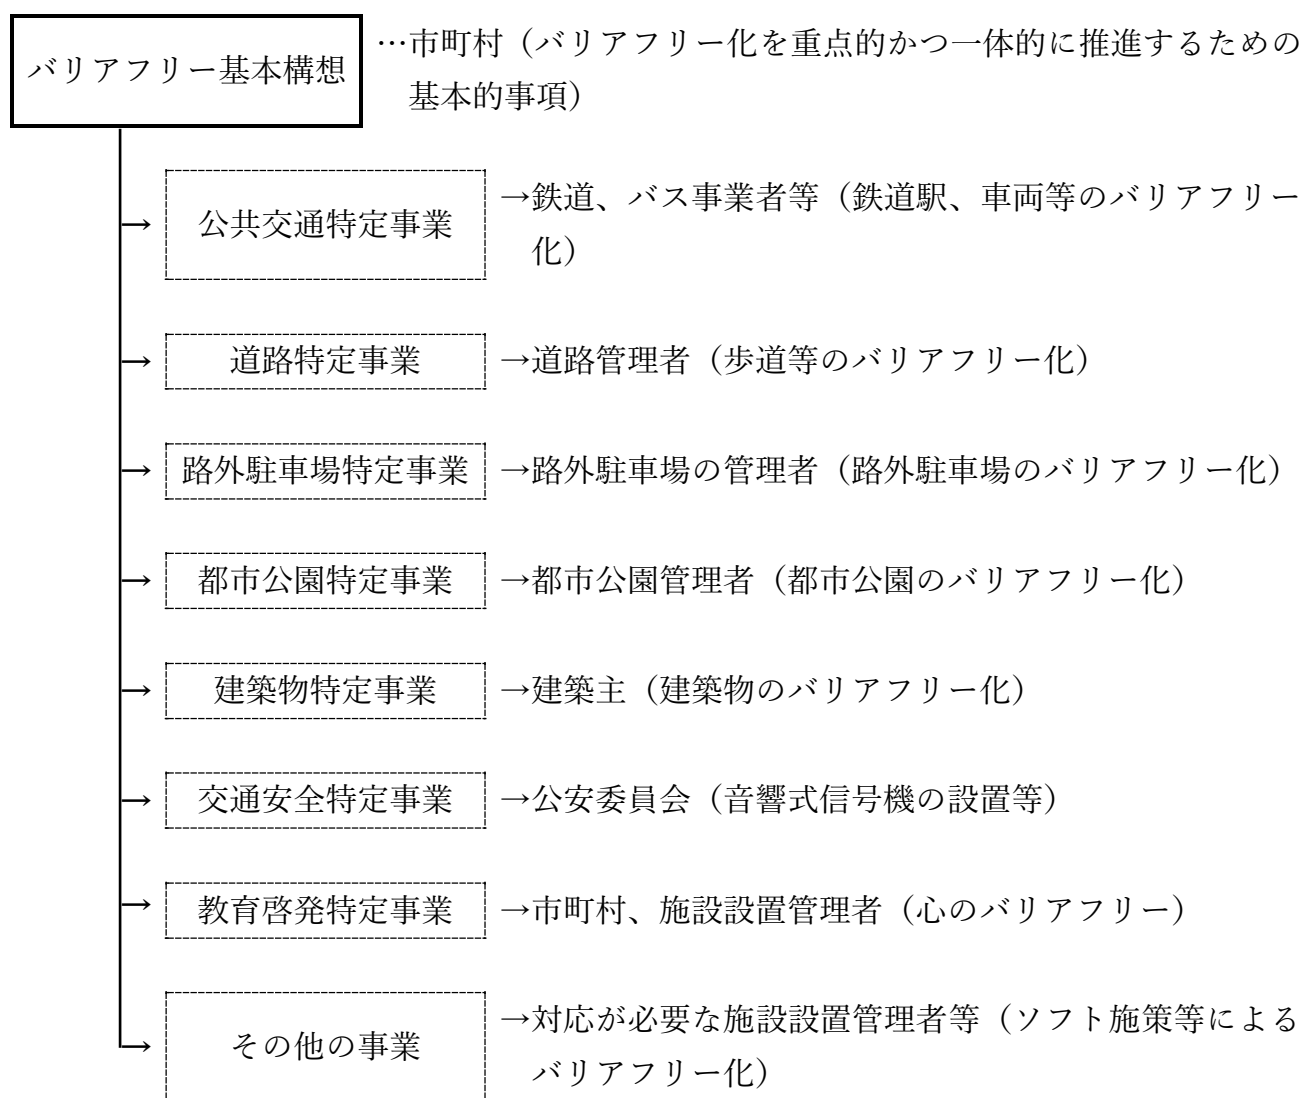 バリアフリー基本構想
…市町村（バリアフリー化を重点的かつ一体的に推進するための
基本的事項）
公共交通特定事業
→鉄道、バス事業者等（鉄道駅、車両等のバリアフリー
化）
道路特定事業
→道路管理者（歩道等のバリアフリー化）
路外駐車場特定事業
→路外駐車場の管理者（路外駐車場のバリアフリー化）
都市公園特定事業
→都市公園管理者（都市公園のバリアフリー化）
建築物特定事業
→建築主（建築物のバリアフリー化）
交通安全特定事業
→公安委員会（音響式信号機の設置等）
教育啓発特定事業
→市町村、施設設置管理者（心のバリアフリー）
その他の事業
→対応が必要な施設設置管理者等（ソフト施策等による
バリアフリー化）